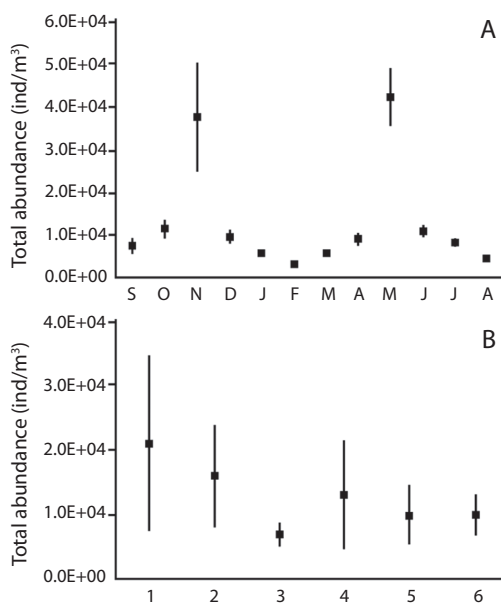 A
Total abundance (ind/m³)
6.0E+04
5.0E+04
4.0E+04
3.0E+04
2.0E+04
1.0E+04
0.0E+00
S O N D J F M A M J J A
B
Total abundance (ind/m³)
4.0E+04
3.0E+04
2.0E+04
1.0E+04
0.0E+00
1 2 3 4 5 6